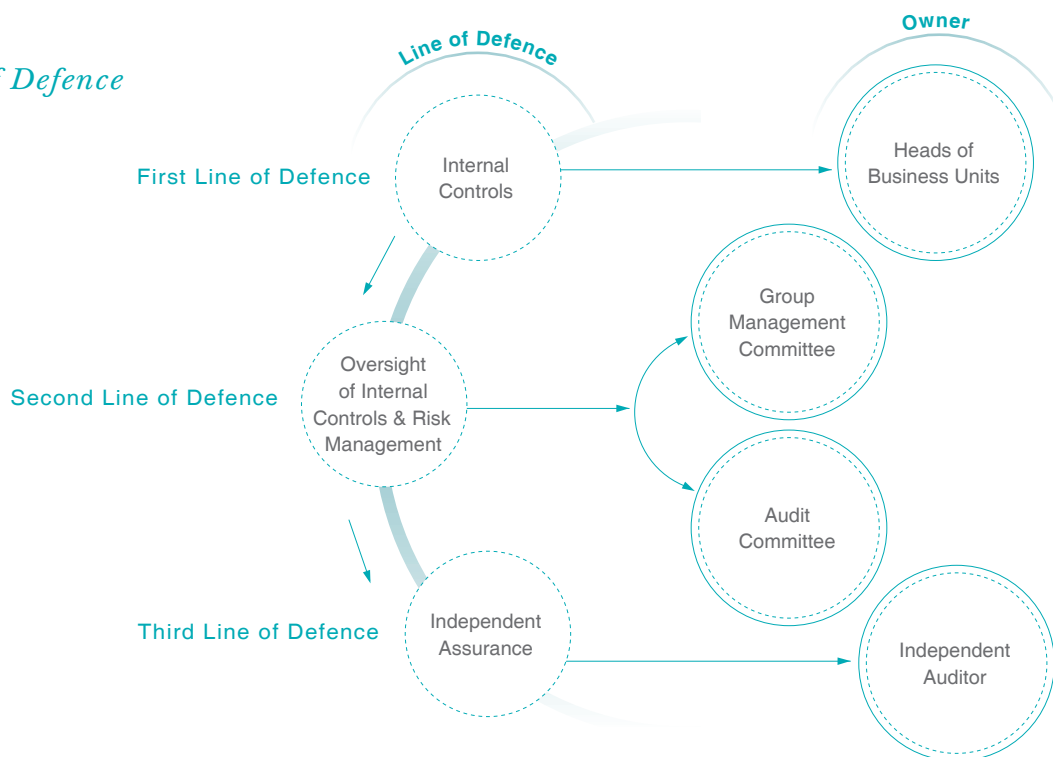 Defence
Line of Defence
Owner
First Line of Defence
Internal
Controls
Heads of
Business Units
Group
Management
Committee
Second Line of Defence
Oversight
of Internal
Controls & Risk
Management
Audit
Committee
Third Line of Defence
Independent
Assurance
Independent
Auditor